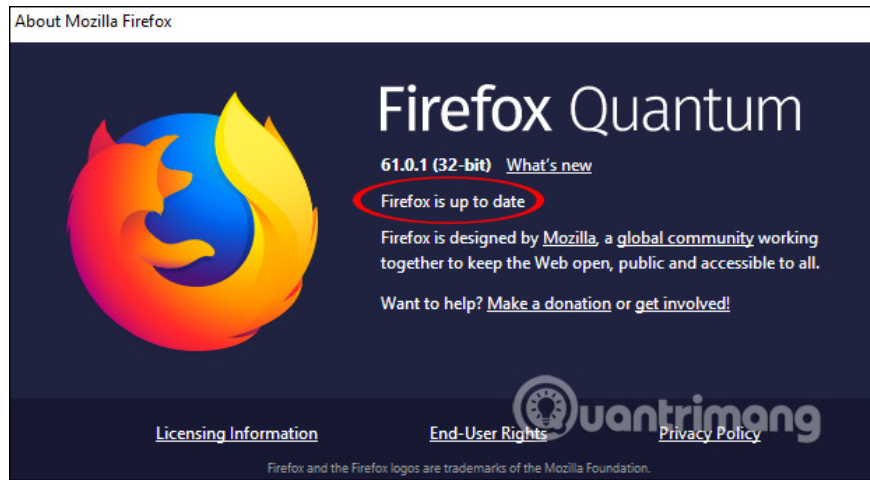 About Mozilla Firefox
Firefox Quantum
61.0.1 (32-bit) What's new
Firefox is up to date
Firefox is designed by Mozilla, a global community working
together to keep the Web open, public and accessible to all.
Want to help? Make a donation or get involved!
Quantrimang
Licensing Information End-User Rights Privacy Policy
Firefox and the Firefox logos are trademarks of the Mozilla Foundation.